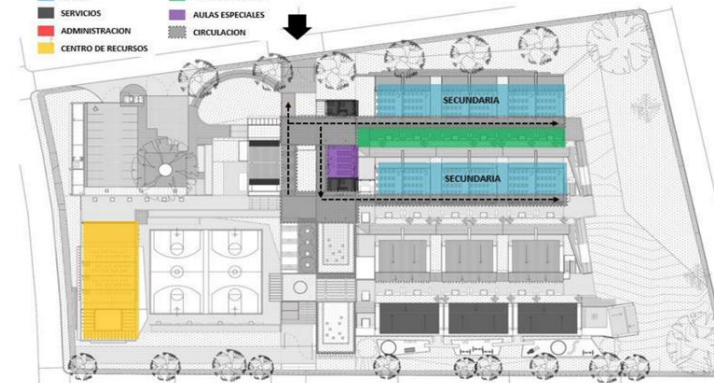 SERVICIOS
ADMINISTRACION
CENTRO DE RECURSOS
AULAS ESPECIALES
CIRCULACION
SECUNDARIA
SECUNDARIA